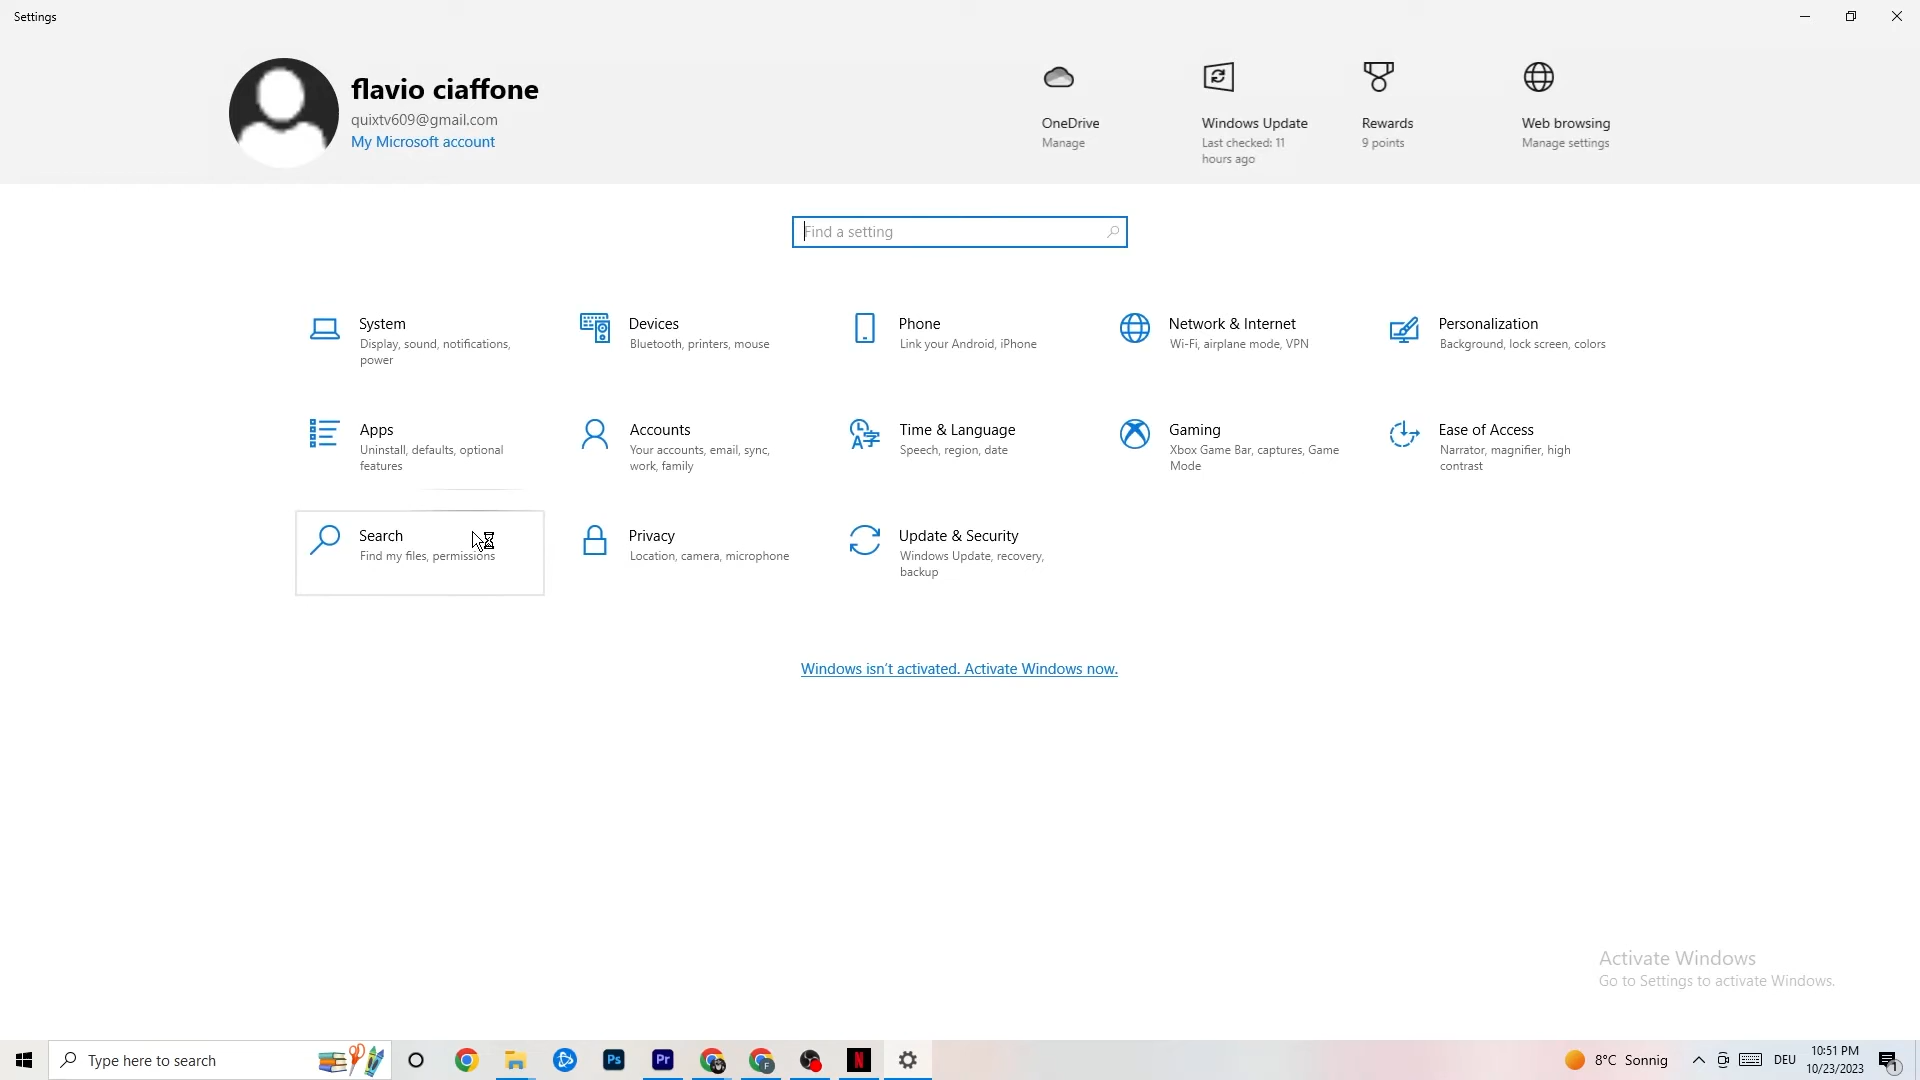 Settings
flavio ciaffone
quixtv609@gmail.com
My Microsoft account
OneDrive
Manage
Windows Update
Last checked: 11
hours ago
Rewards
9 points
Web browsing
Manage settings
Find a setting
System
Display, sound, notifications,
power
Devices
Bluetooth, printers, mouse
Phone
Link your Android, iPhone
Network & Internet
Wi-Fi, airplane mode, VPN
Personalization
Background, lock screen, colors
Apps
Uninstall, defaults, optional
features
Accounts
Your accounts, email, sync,
work, family
Time & Language
Speech, region, date
Gaming
Xbox Game Bar, captures, Game
Mode
Ease of Access
Narrator, magnifier, high
contrast
Search
Find my files, permissions
Privacy
Location, camera, microphone
Update & Security
Windows Update, recovery,
backup
Windows isn't activated. Activate Windows now.
Activate Windows
Go to Settings to activate Windows.
Type here to search
Ps
Pr
F
N
8°C Sonnig
DEU
10:51 PM
10/23/2023
1